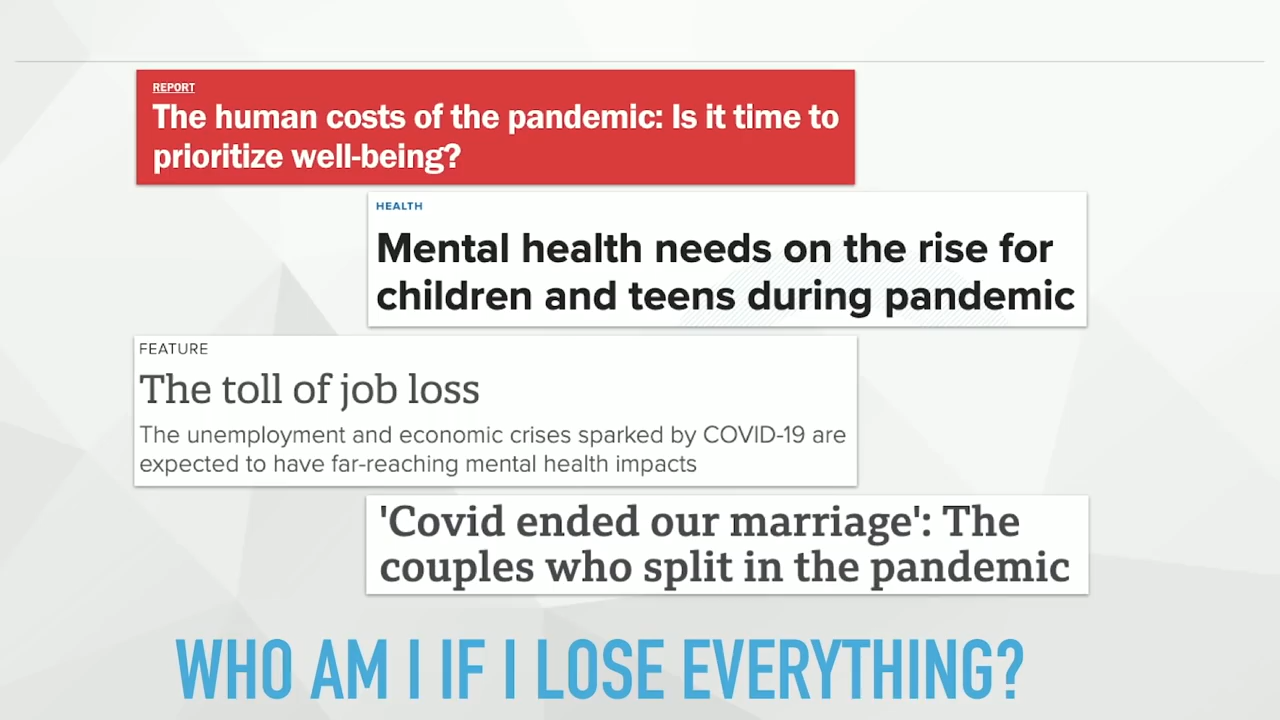 REPORT
The human costs of the pandemic: Is it time to
prioritize well-being?
HEALTH
Mental health needs on the rise for
children and teens during pandemic
FEATURE
The toll of job loss
The unemployment and economic crises sparked by COVID-19 are
expected to have far-reaching mental health impacts
'Covid ended our marriage': The
couples who split in the pandemic
WHO AM I IF I LOSE EVERYTHING?